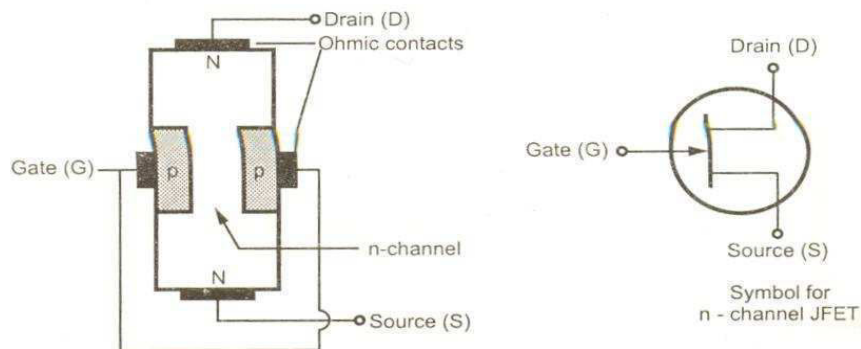 Drain (D)
Ohmic contacts
N
Gate (G)
p
p
n-channel
N
Source (S)
Drain (D)
Gate (G)
Source (S)
Symbol for
n - channel JFET